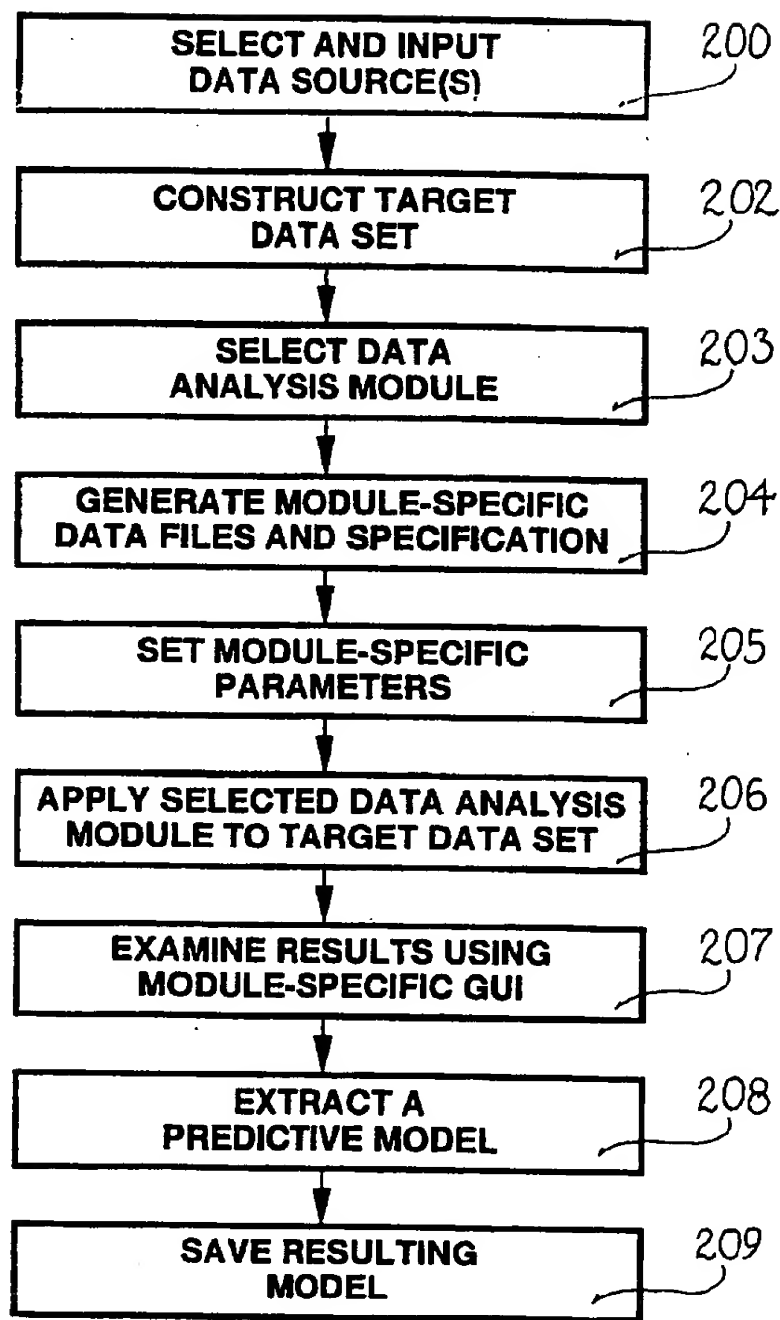 SELECT AND INPUT
DATA SOURCE(S)
200
CONSTRUCT TARGET
DATA SET
202
SELECT DATA
ANALYSIS MODULE
203
GENERATE MODULE-SPECIFIC
DATA FILES AND SPECIFICATION
204
SET MODULE-SPECIFIC
PARAMETERS
205
APPLY SELECTED DATA ANALYSIS
MODULE TO TARGET DATA SET
206
EXAMINE RESULTS USING
MODULE-SPECIFIC GUI
207
EXTRACT A
PREDICTIVE MODEL
208
SAVE RESULTING
MODEL
209